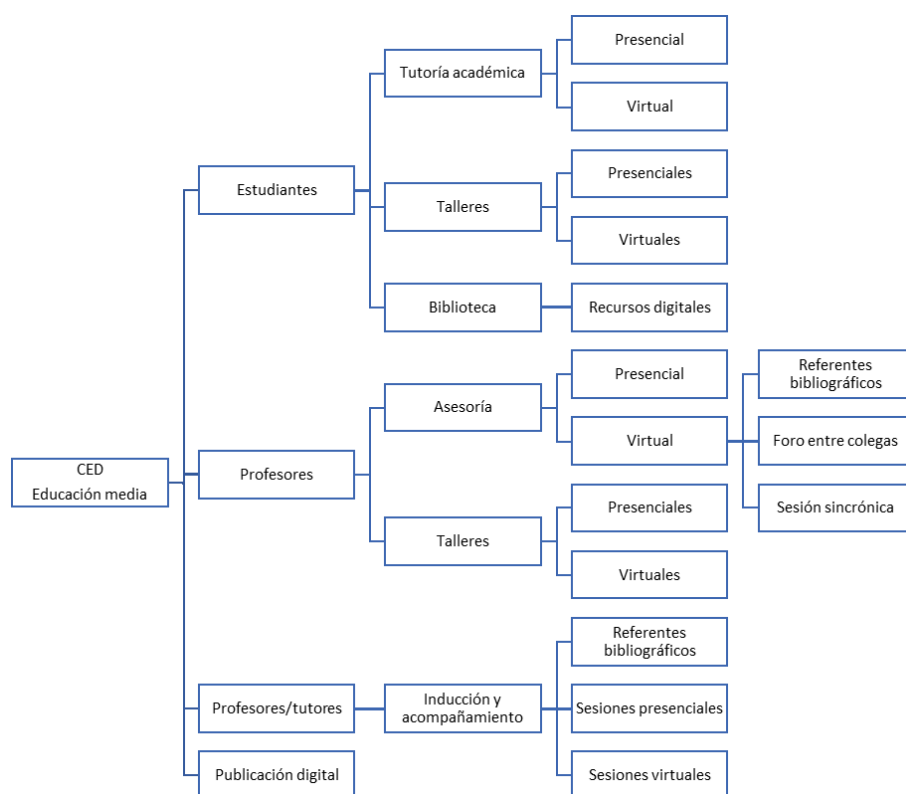 Presencial
Tutoría académica
Virtual
Presenciales
Estudiantes
Talleres
Virtuales
Biblioteca
Recursos digitales
Presencial
Referentes
bibliográficos
Asesoría
Virtual
Foro entre colegas
CED
Educación media
Profesores
Presenciales
Sesión sincrónica
Talleres
Virtuales
Referentes
bibliográficos
Profesores/tutores
Inducción y
acompañamiento
Sesiones presenciales
Publicación digital
Sesiones virtuales